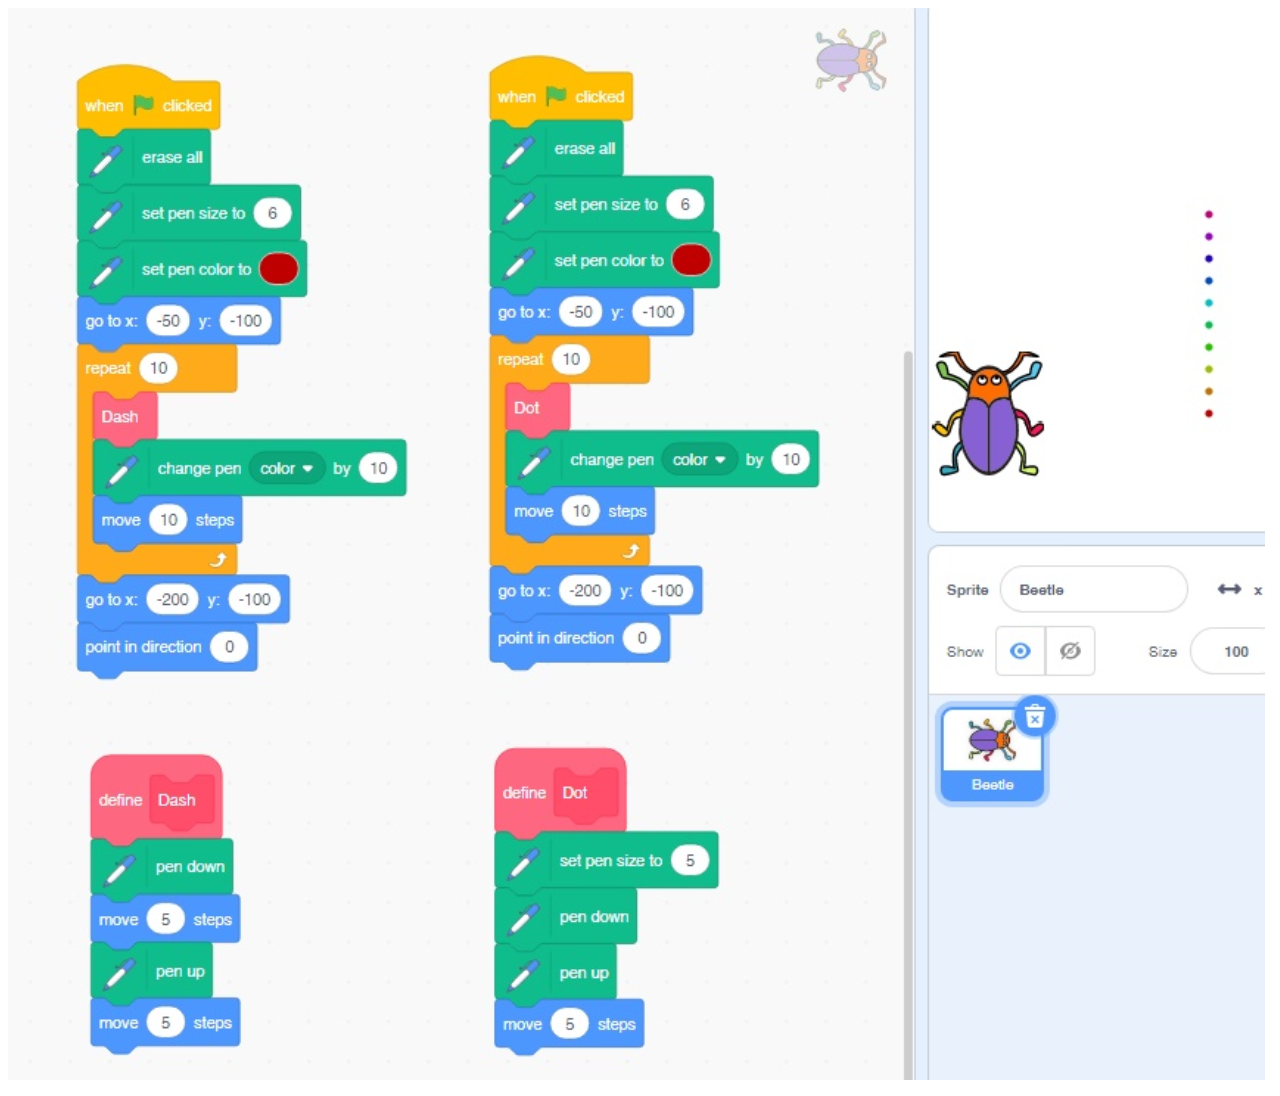 when clicked
erase all
set pen size to 6
set pen color to
go to x: -50 y: -100
repeat 10
Dash
change pen color by 10
move 10 steps
go to x: -200 y: -100
point in direction 0
define Dash
pen down
move 5 steps
pen up
move 5 steps
when clicked
erase all
set pen size to 6
set pen color to
go to x: -50 y: -100
repeat 10
Dot
change pen color by 10
move 10 steps
go to x: -200 y: -100
point in direction 0
define Dot
set pen size to 5
pen down
pen up
move 5 steps
Sprite Beetle x
Show Size 100
Beetle